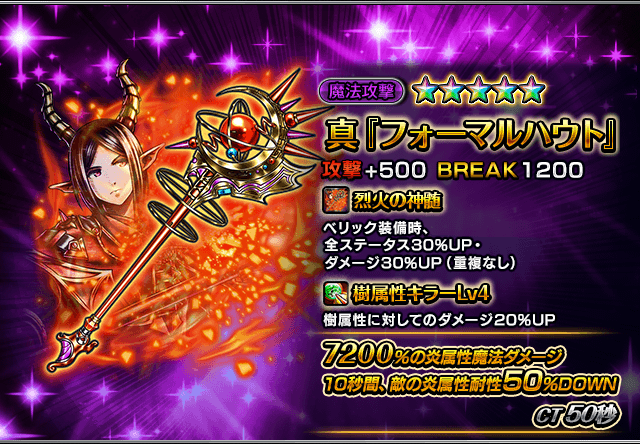 魔法攻撃
真『フォーマルハウト』
攻撃+500 BREAK1200
烈火の神髄
ベリック装備時、
全ステータス30%UP・
ダメージ30%UP（重複なし）
樹属性キラーLv4
樹属性に対してのダメージ20%UP
7200%の炎属性魔法ダメージ
10秒間、敵の炎属性耐性50%DOWN
CT 50秒